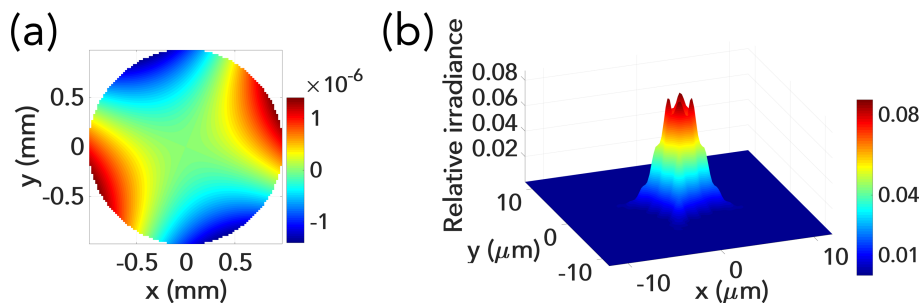 (a)
×10⁻⁶
1
0
-1
0.5
0
-0.5
y (mm)
-0.5 0 0.5
x (mm)
(b)
Relative irradiance
0.08
0.06
0.04
0.02
10
0
-10
y (μm)
-10
0
10
x (μm)
0.08
0.04
0.01